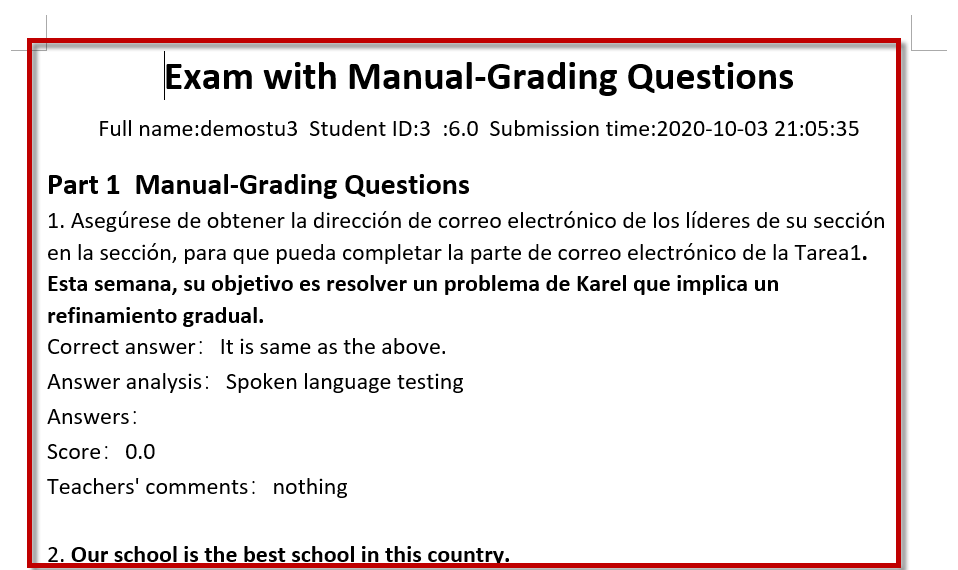 Exam with Manual-Grading Questions
Full name:demostu3  Student ID:3  :6.0  Submission time:2020-10-03 21:05:35
Part 1  Manual-Grading Questions
1. Asegúrese de obtener la dirección de correo electrónico de los líderes de su sección
en la sección, para que pueda completar la parte de correo electrónico de la Tarea1.
Esta semana, su objetivo es resolver un problema de Karel que implica un
refinamiento gradual.
Correct answer： It is same as the above.
Answer analysis： Spoken language testing
Answers：
Score： 0.0
Teachers' comments： nothing
2. Our school is the best school in this country.